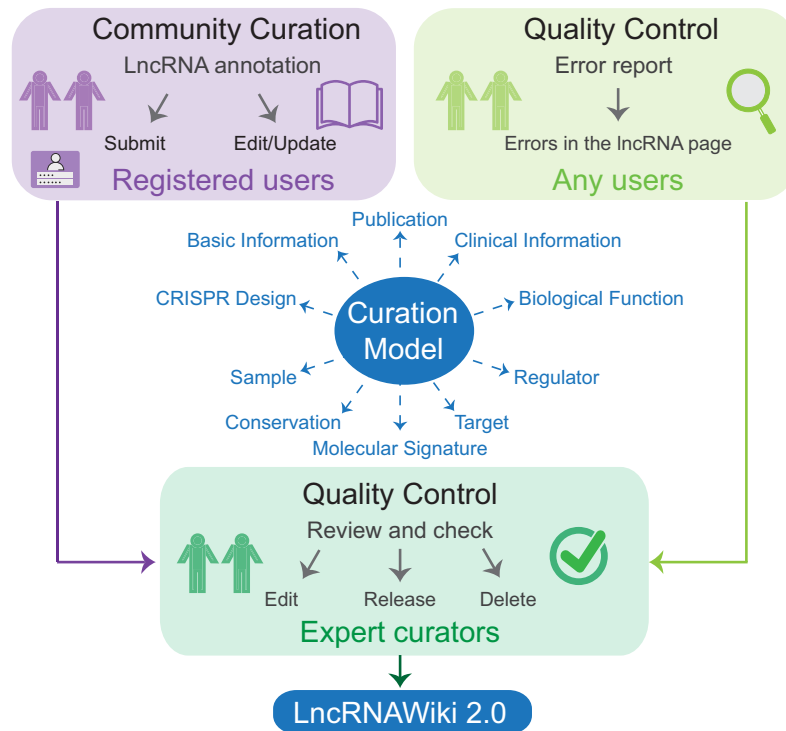 Community Curation
LncRNA annotation
Submit
Edit/Update
Registered users
Quality Control
Error report
Errors in the lncRNA page
Any users
Publication
Basic Information
Clinical Information
CRISPR Design
Biological Function
Curation
Model
Sample
Regulator
Conservation
Target
Molecular Signature
Quality Control
Review and check
Edit
Release
Delete
Expert curators
LncRNAWiki 2.0